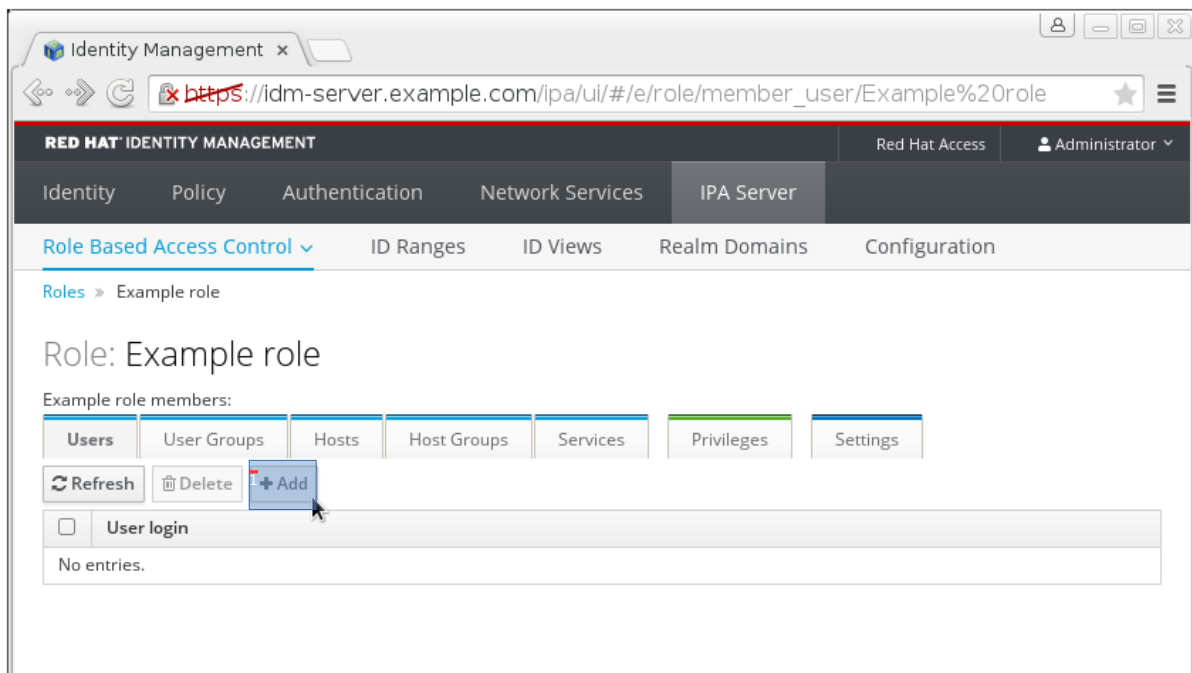 Identity Management
https://idm-server.example.com/ipa/ui/#/e/role/member_user/Example%20role
RED HAT® IDENTITY MANAGEMENT Red Hat Access Administrator
Identity Policy Authentication Network Services IPA Server
Role Based Access Control ID Ranges ID Views Realm Domains Configuration
Roles » Example role
Role: Example role
Example role members:
Users User Groups Hosts Host Groups Services Privileges Settings
Refresh Delete 1 + Add
User login
No entries.